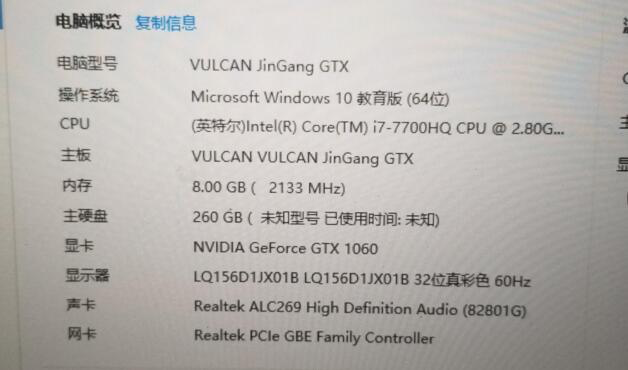 电脑概览 复制信息
电脑型号 VULCAN JinGang GTX
操作系统 Microsoft Windows 10 教育版 (64位)
CPU (英特尔)Intel(R) Core(TM) i7-7700HQ CPU @ 2.80G...
主板 VULCAN VULCAN JinGang GTX
内存 8.00 GB ( 2133 MHz)
主硬盘 260 GB ( 未知型号 已使用时间: 未知)
显卡 NVIDIA GeForce GTX 1060
显示器 LQ156D1JX01B LQ156D1JX01B 32位真彩色 60Hz
声卡 Realtek ALC269 High Definition Audio (82801G)
网卡 Realtek PCIe GBE Family Controller